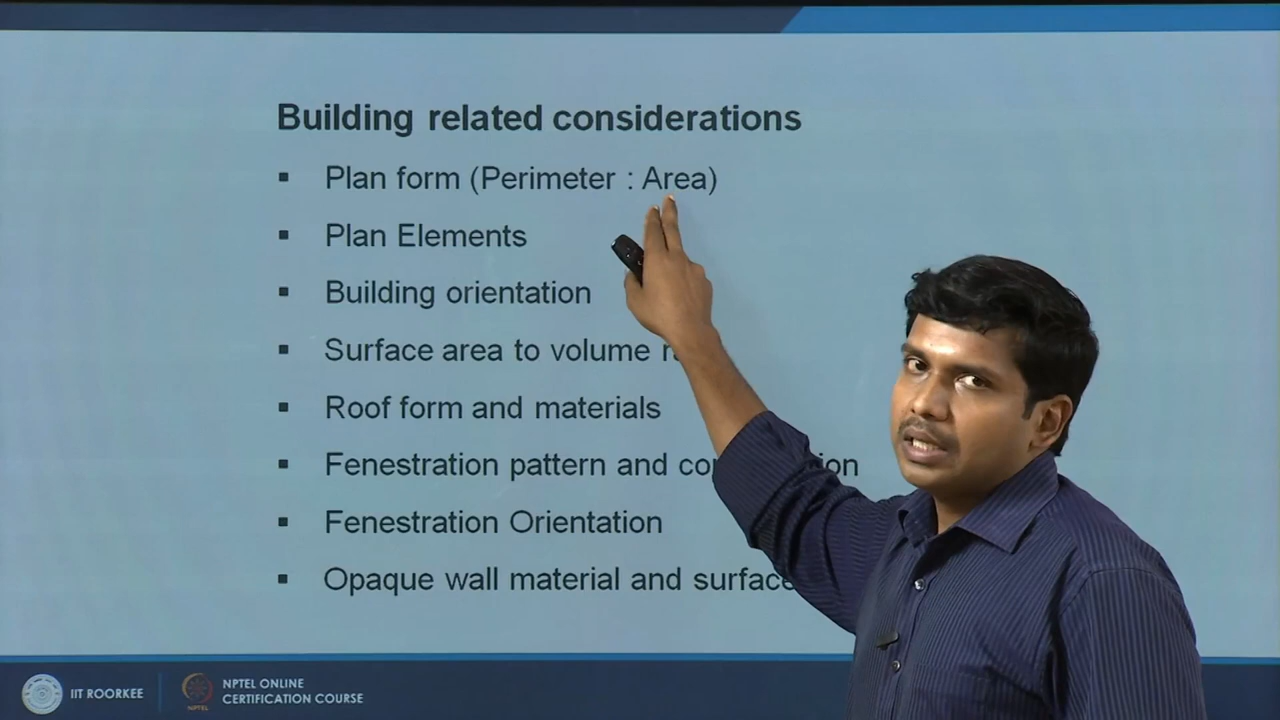 Building related considerations
▪ Plan form (Perimeter : Area)
▪ Plan Elements
▪ Building orientation
▪ Surface area to volume
▪ Roof form and materials
▪ Fenestration pattern and
▪ Fenestration Orientation
▪ Opaque wall material and surface
IIT ROORKEE
NPTEL ONLINE
CERTIFICATION COURSE
NPTEL